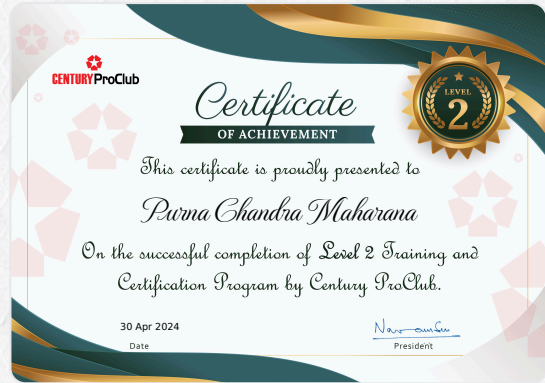 CENTURY ProClub
Certificate
OF ACHIEVEMENT
LEVEL
2
This certificate is proudly presented to
Purna Chandra Maharana
On the successful completion of Level 2 Training and
Certification Program by Century ProClub.
30 Apr 2024
Date
President